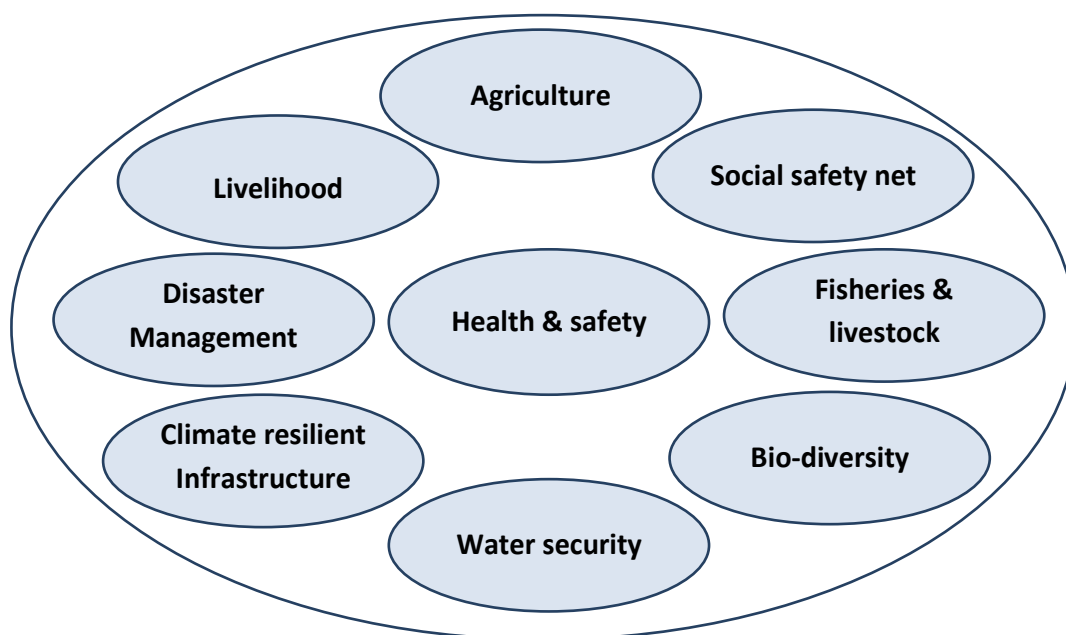 Agriculture
Livelihood
Social safety net
Disaster
Management
Health & safety
Fisheries &
livestock
Climate resilient
Infrastructure
Bio-diversity
Water security